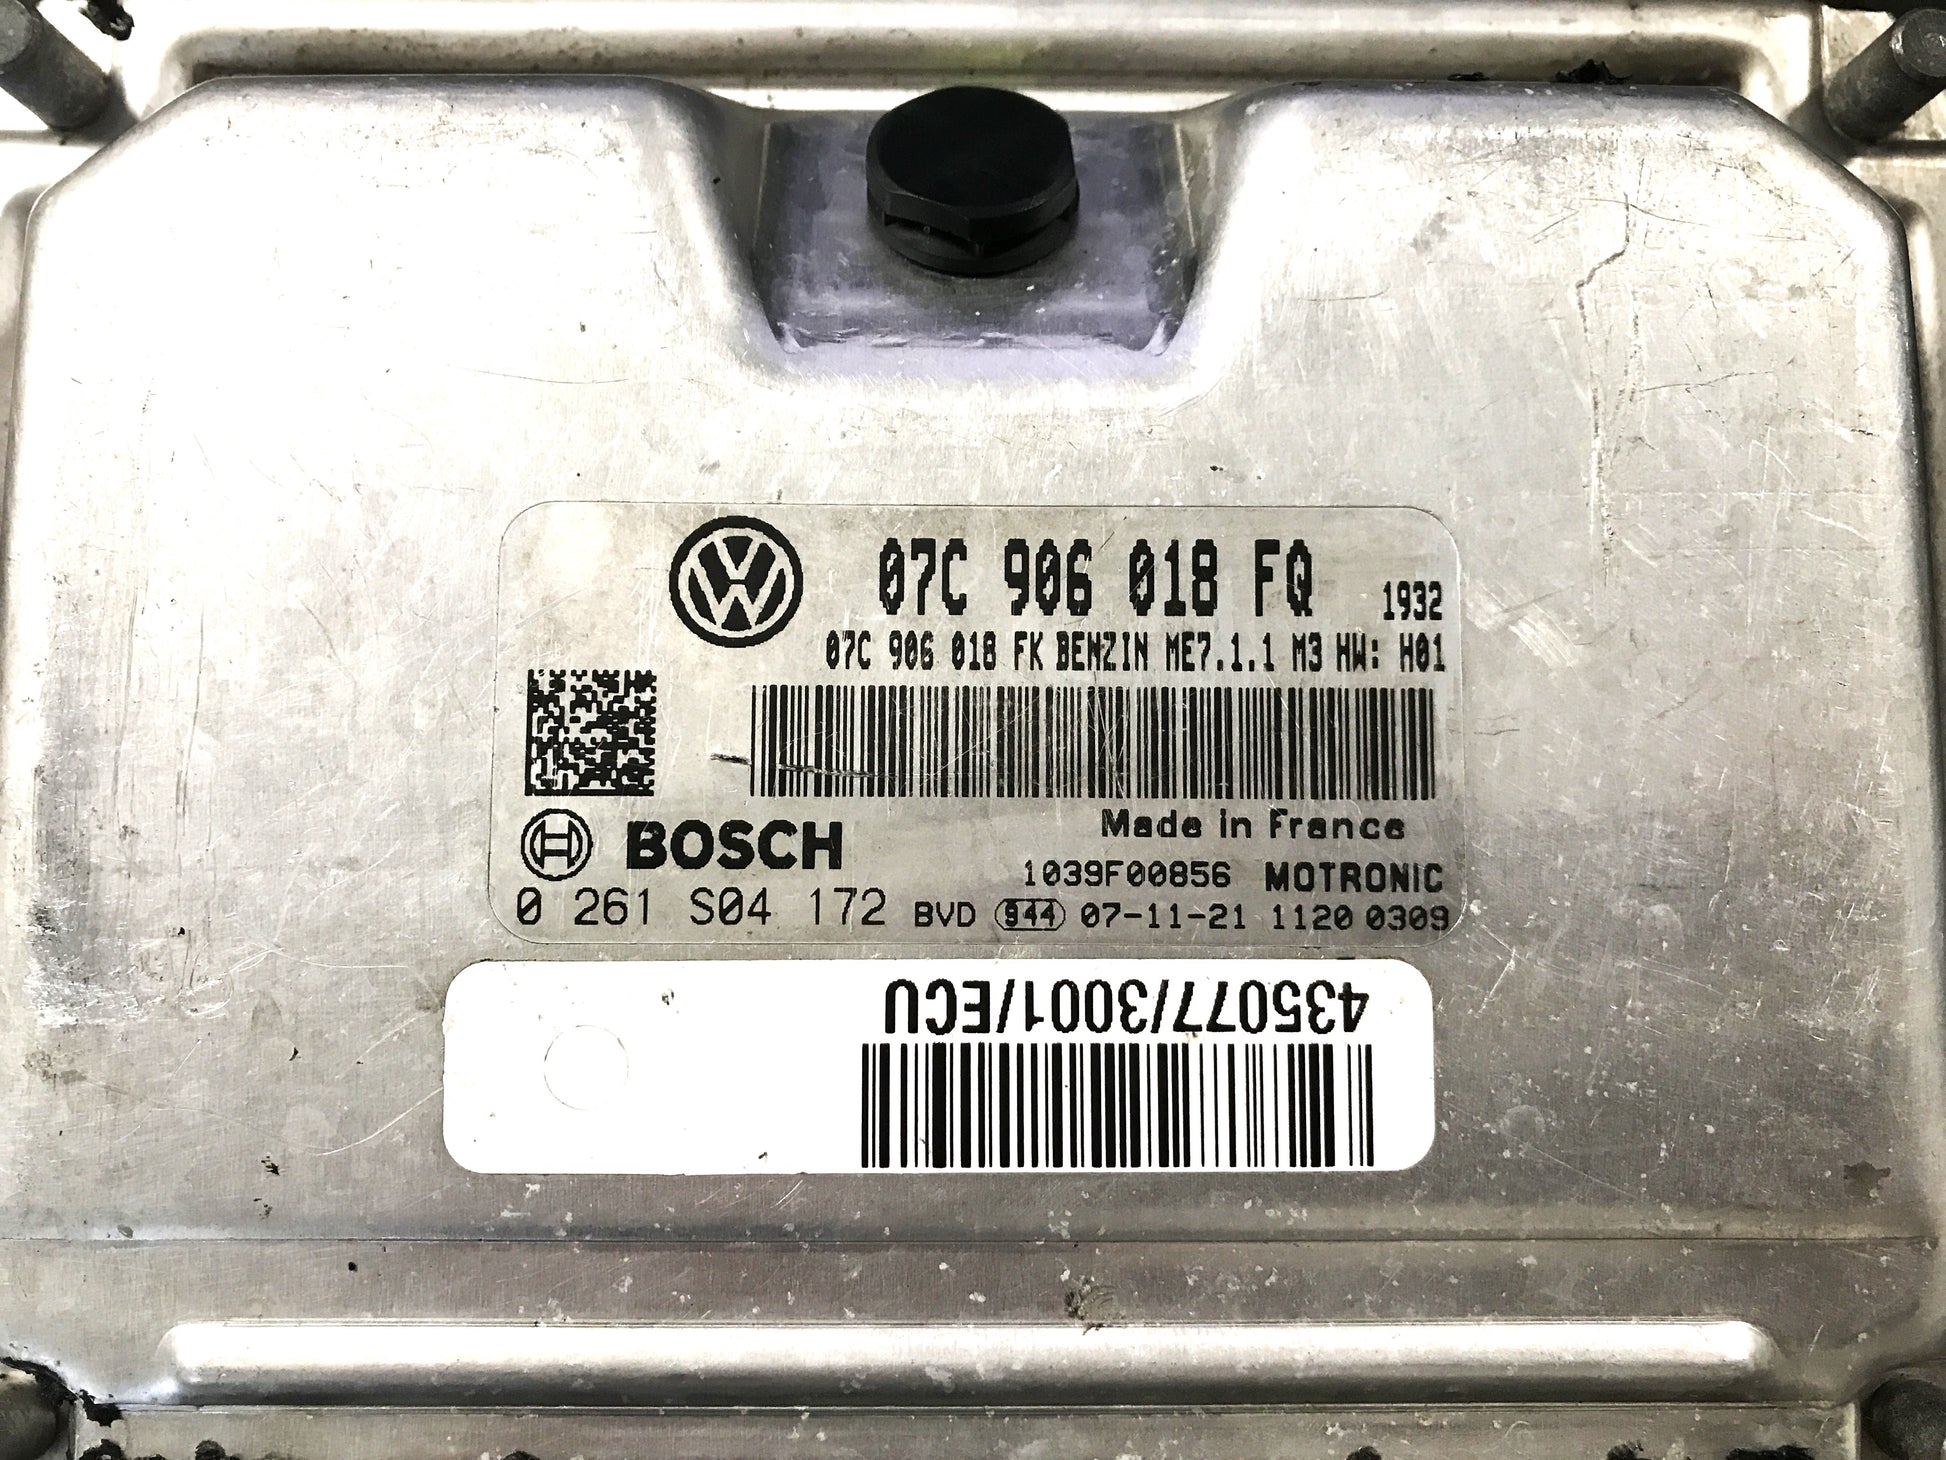 07C 906 018 FQ 1932
07C 906 018 FK BENZIN ME7.1.1 M3 HW: H01
Made in France
BOSCH
1039F00856 MOTRONIC
0 261 S04 172 BVD 944 07-11-21 1120 0309
435077/3001/ECU